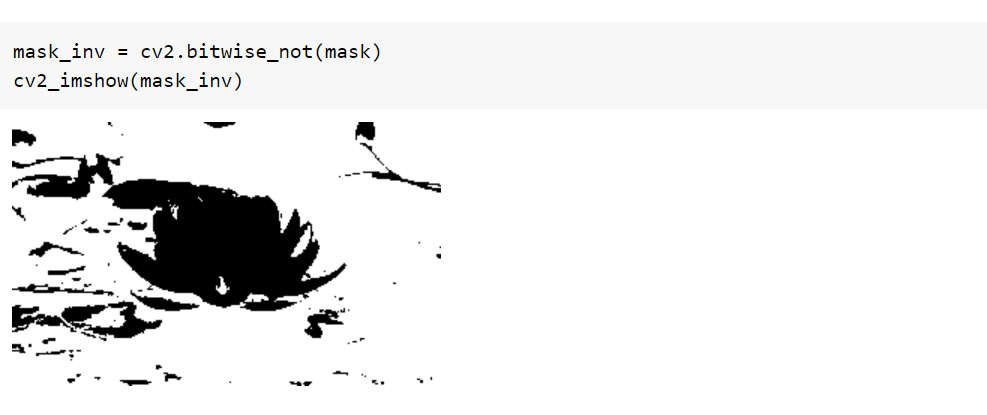 mask_inv = cv2.bitwise_not(mask)
cv2_imshow(mask_inv)